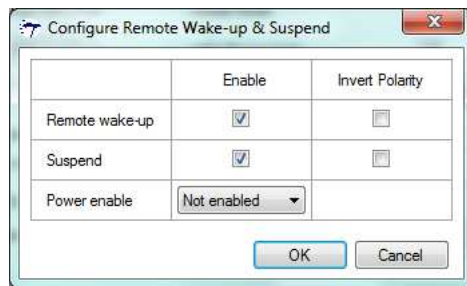 Configure Remote Wake-up & Suspend
Enable Invert Polarity
Remote wake-up
Suspend
Power enable Not enabled
OK Cancel